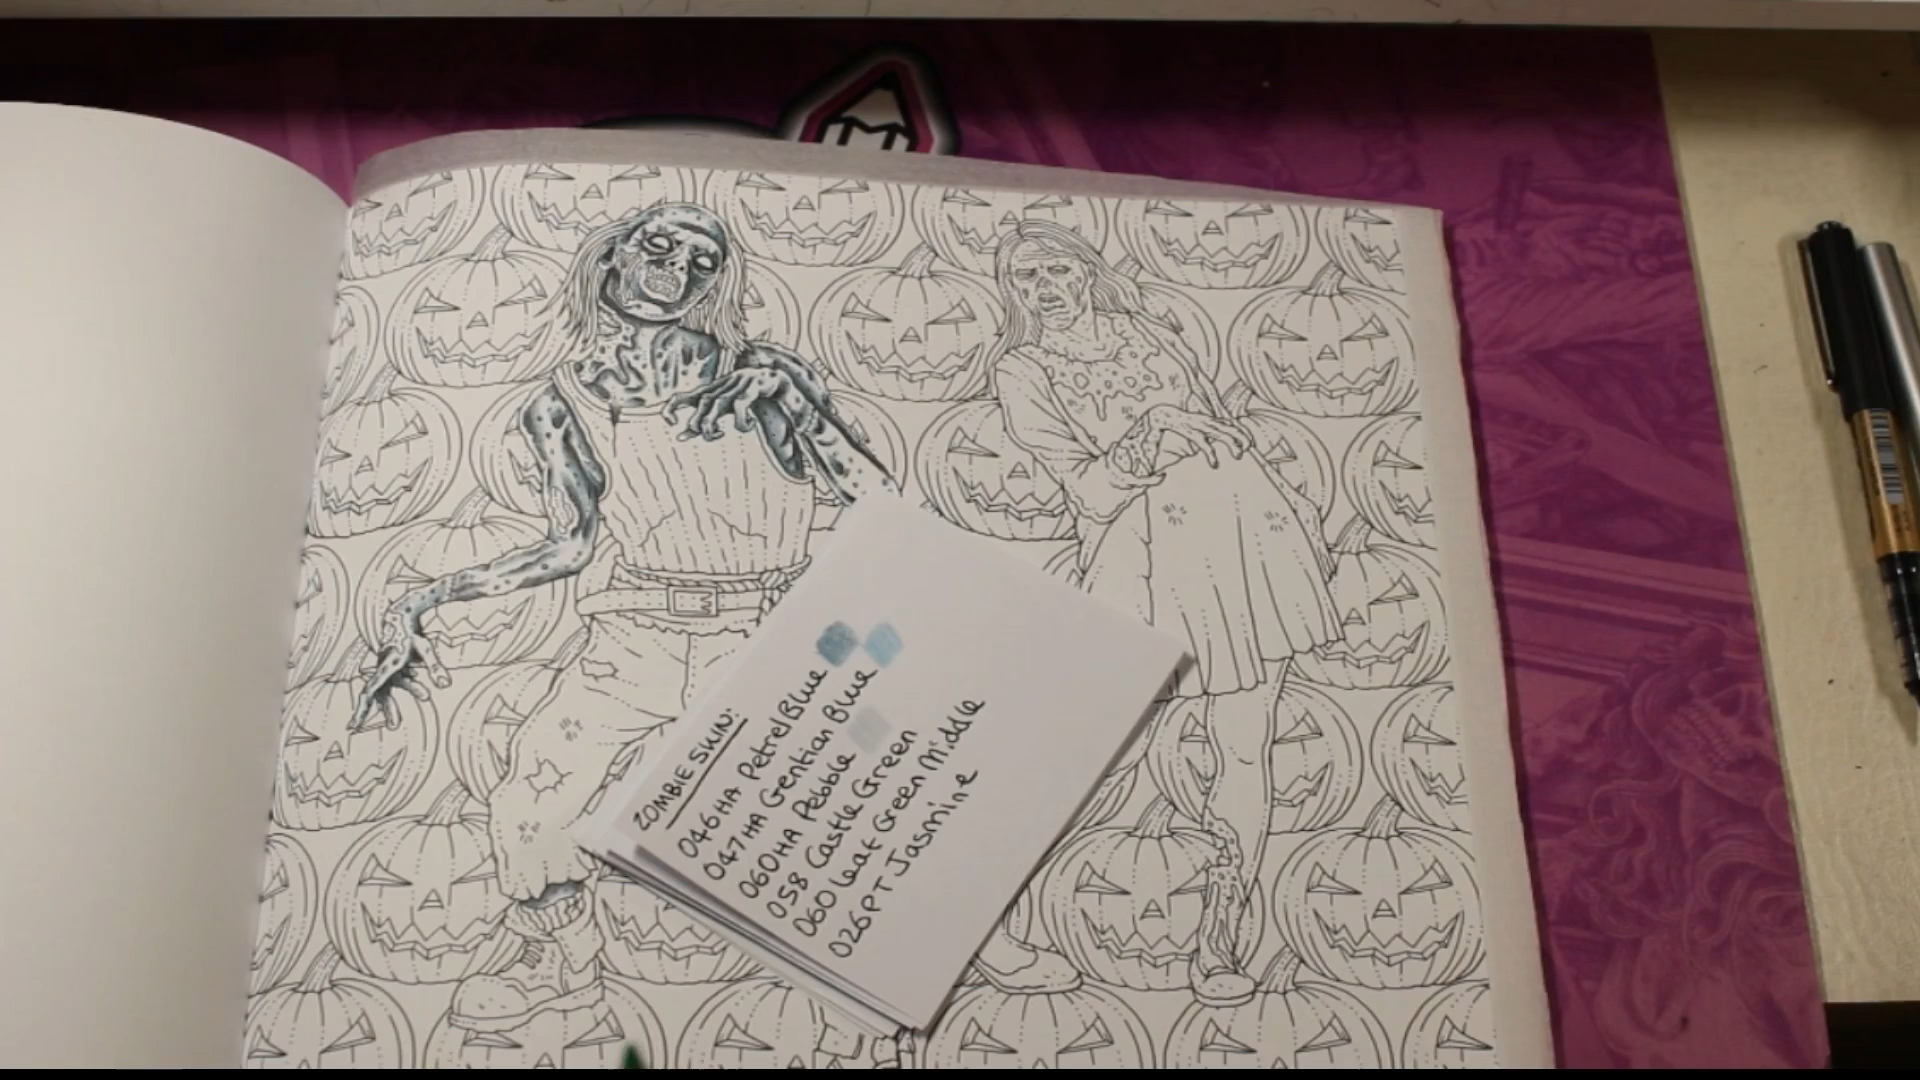 ZOMBIE SKIN:
046 HA Petrel Blue
047 HA Gentian Blue
060 HA Pebble
058 Castle Green
060 Leaf Green Middle
026 PT Jasmine